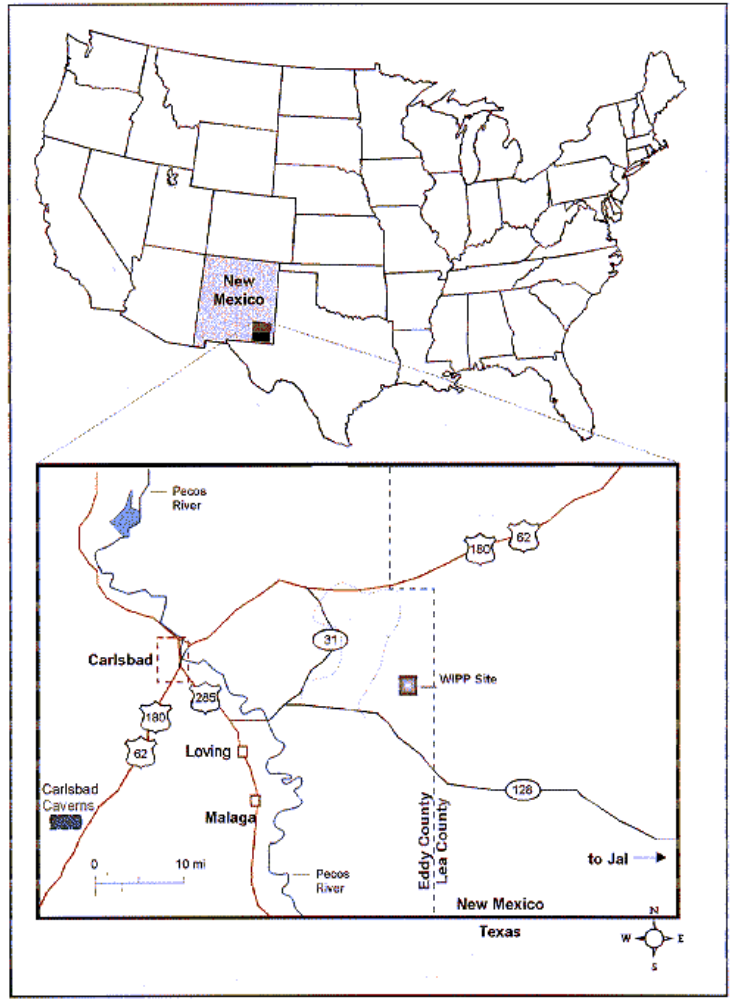 New
Mexico
Pecos
River
180
62
31
Carlsbad
WIPP Site
285
180
62
Loving
Carlsbad
Caverns
128
Malaga
Eddy County
Lea County
0 10 mi
to Jal
Pecos
River
New Mexico
Texas
N
W E
S